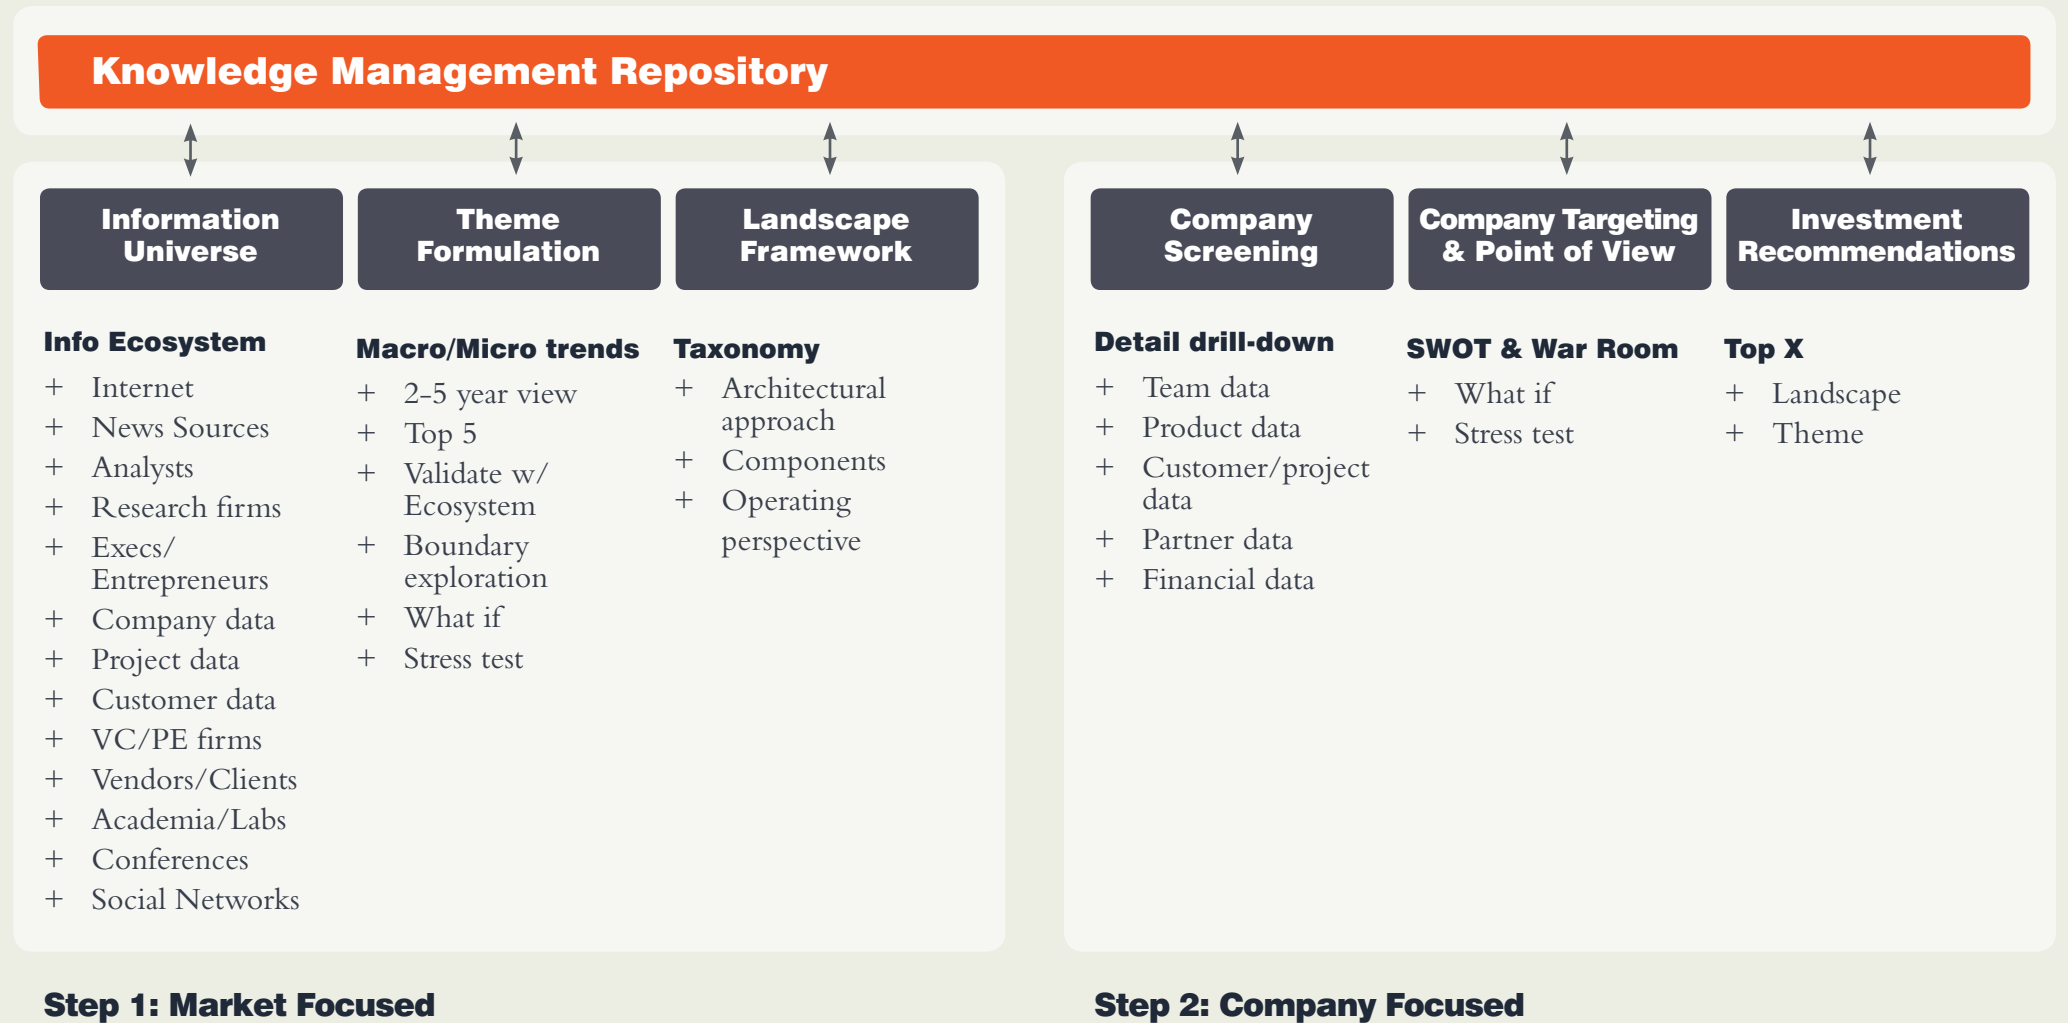 Knowledge Management Repository
Information
Universe
Theme
Formulation
Landscape
Framework
Company
Screening
Company Targeting
& Point of View
Investment
Recommendations
Info Ecosystem
+ Internet
+ News Sources
+ Analysts
+ Research firms
+ Execs/
Entrepreneurs
+ Company data
+ Project data
+ Customer data
+ VC/PE firms
+ Vendors/Clients
+ Academia/Labs
+ Conferences
+ Social Networks
Macro/Micro trends
+ 2-5 year view
+ Top 5
+ Validate w/
Ecosystem
+ Boundary
exploration
+ What if
+ Stress test
Taxonomy
+ Architectural
approach
+ Components
+ Operating
perspective
Detail drill-down
+ Team data
+ Product data
+ Customer/project
data
+ Partner data
+ Financial data
SWOT & War Room
+ What if
+ Stress test
Top X
+ Landscape
+ Theme
Step 1: Market Focused
Step 2: Company Focused